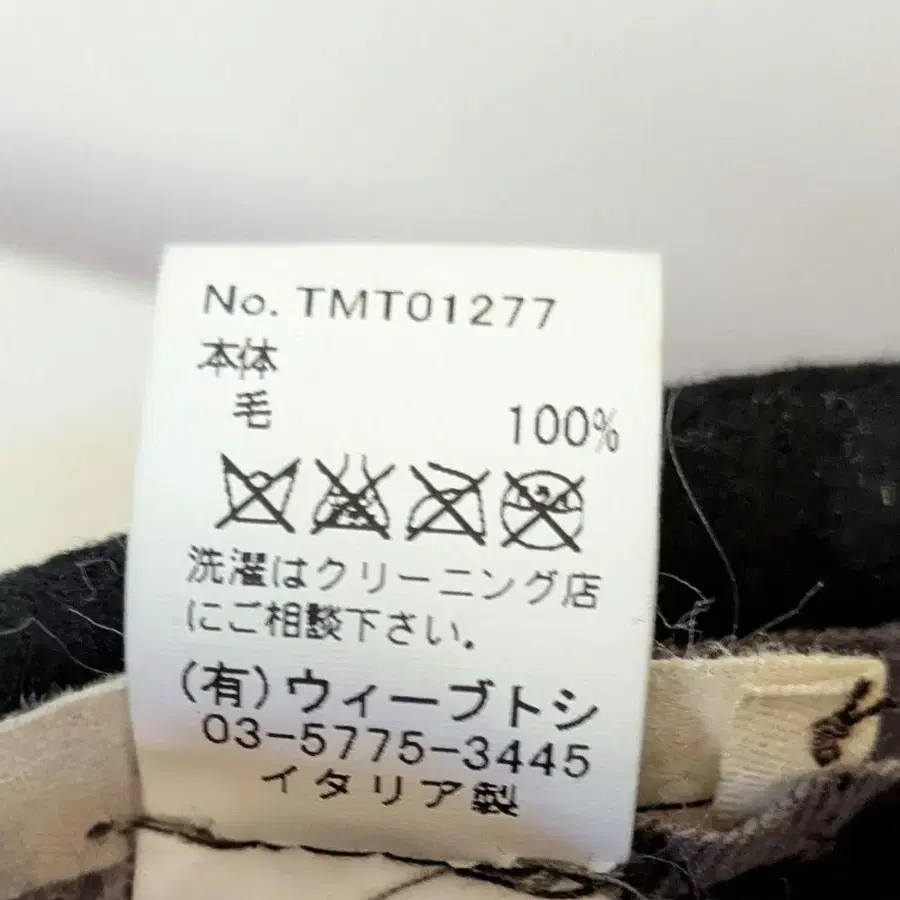 No. TMT01277
本体
毛 100%
洗濯はクリーニング店
にご相談下さい。
(有)ウィーブトシ
03-5775-3445
イタリア製